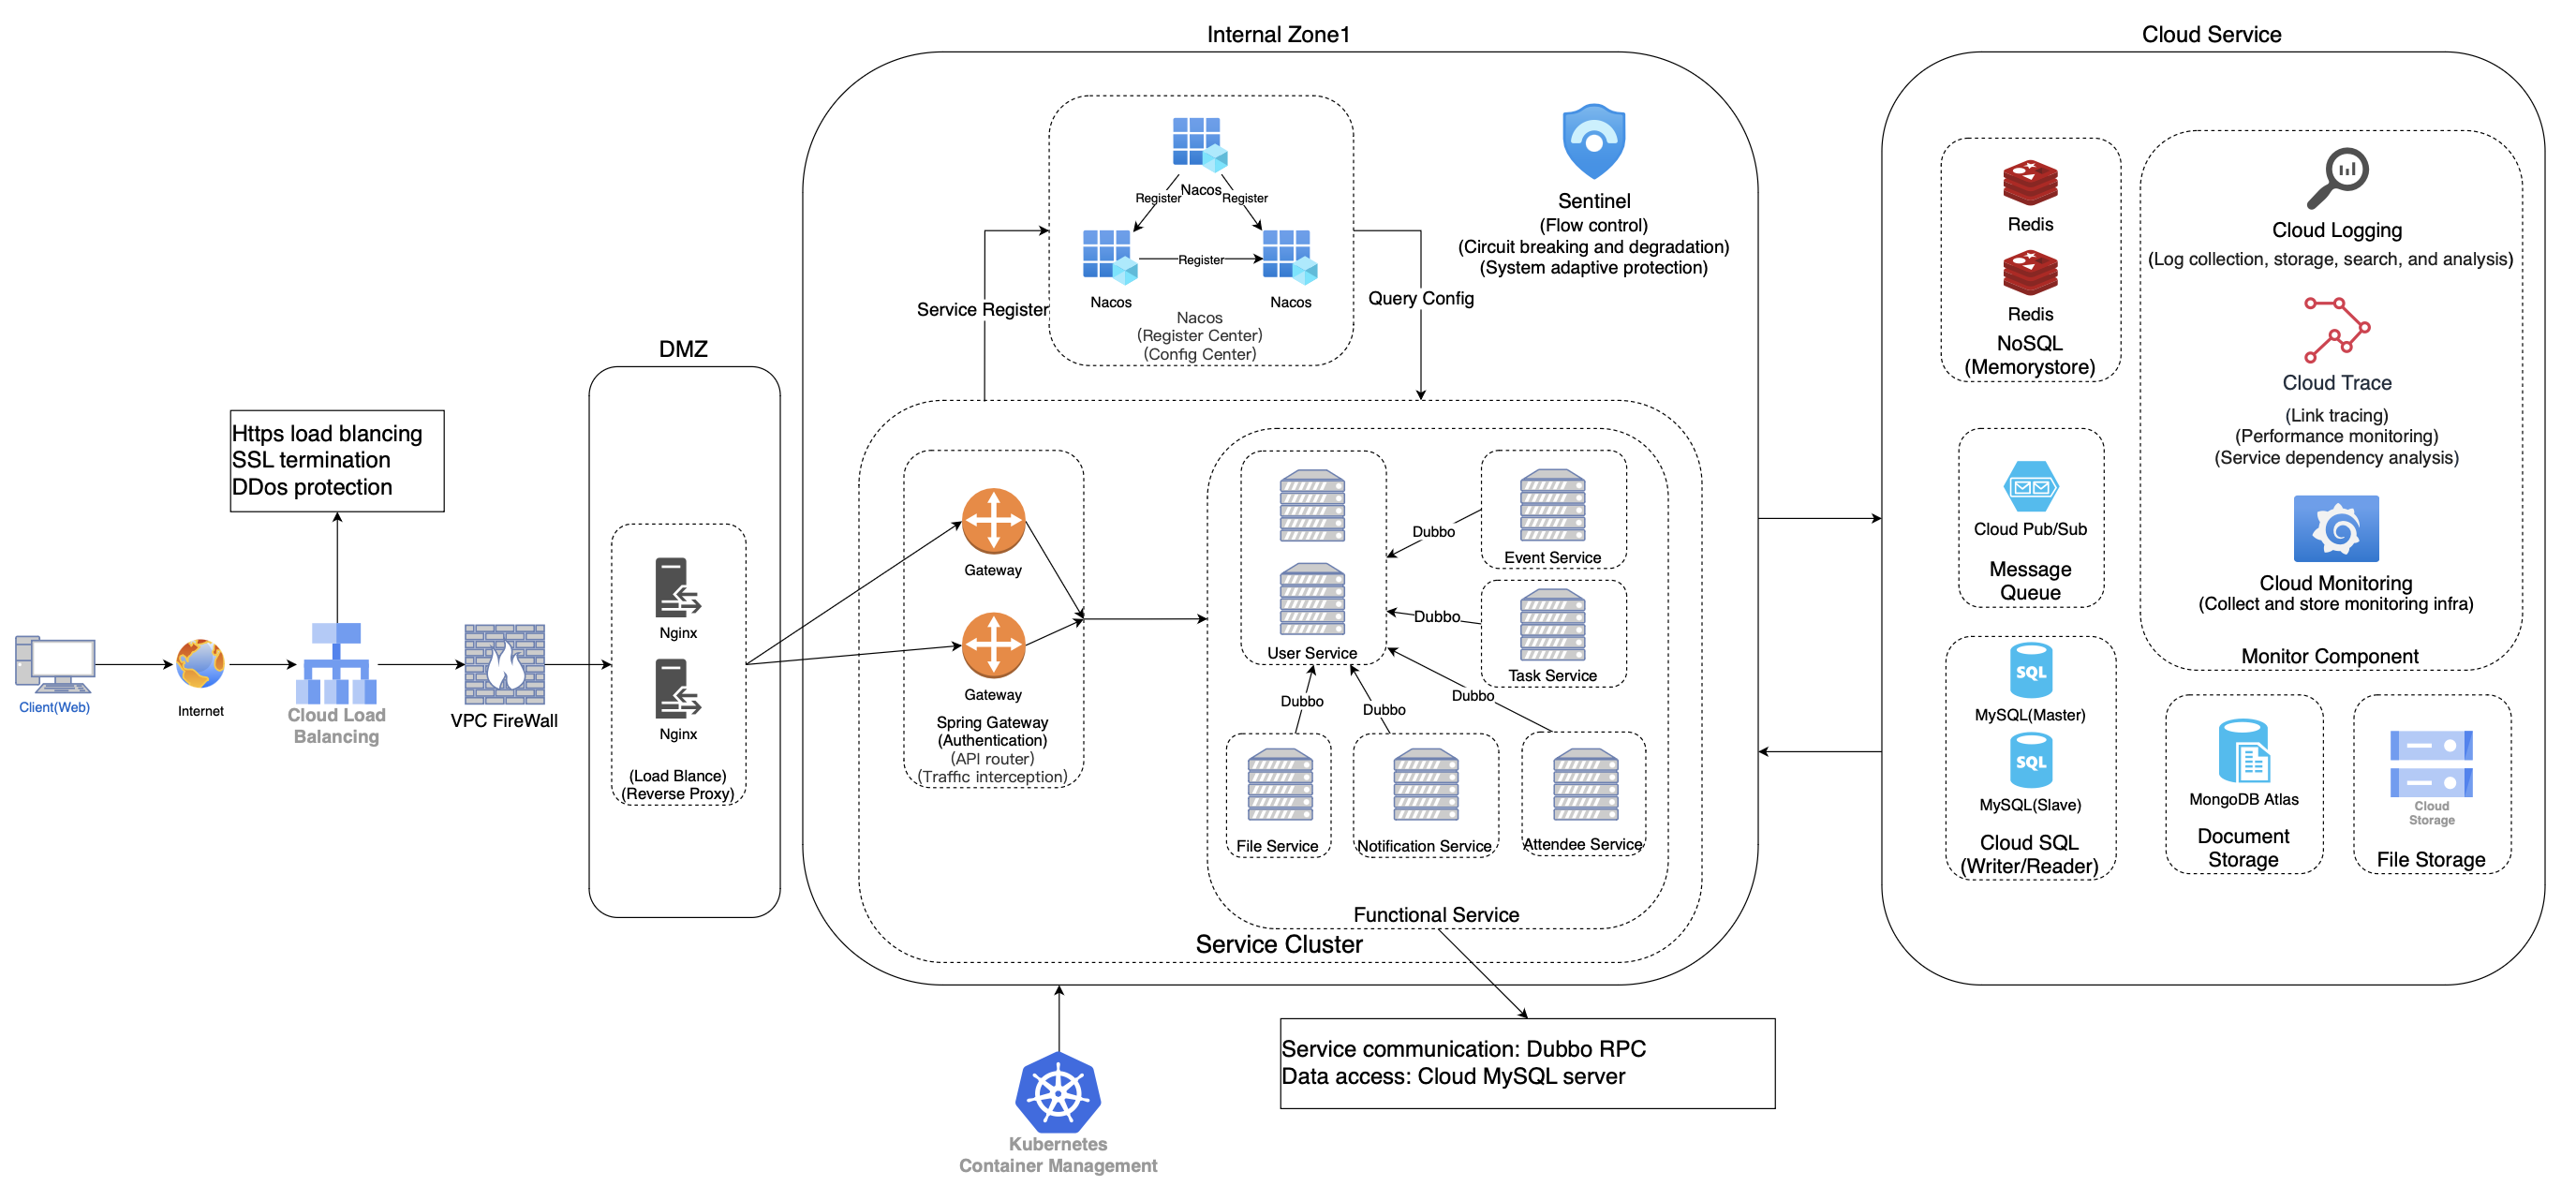 Internal Zone1
Cloud Service
Nacos
Register
Register
Register
Nacos
Nacos
Nacos
(Register Center)
(Config Center)
Service Register
Query Config
Sentinel
(Flow control)
(Circuit breaking and degradation)
(System adaptive protection)
DMZ
Https load blancing
SSL termination
DDos protection
Client(Web)
Internet
Cloud Load
Balancing
VPC FireWall
Nginx
Nginx
(Load Blance)
(Reverse Proxy)
Gateway
Gateway
Spring Gateway
(Authentication)
(API router)
(Traffic interception)
User Service
Dubbo
Event Service
Dubbo
Task Service
Dubbo
Dubbo
Dubbo
File Service
Notification Service
Attendee Service
Functional Service
Service Cluster
Service communication: Dubbo RPC
Data access: Cloud MySQL server
Kubernetes
Container Management
Redis
Redis
NoSQL
(Memorystore)
Cloud Pub/Sub
Message
Queue
SQL
MySQL(Master)
SQL
MySQL(Slave)
Cloud SQL
(Writer/Reader)
Cloud Logging
(Log collection, storage, search, and analysis)
Cloud Trace
(Link tracing)
(Performance monitoring)
(Service dependency analysis)
Cloud Monitoring
(Collect and store monitoring infra)
Monitor Component
MongoDB Atlas
Document
Storage
Cloud
Storage
File Storage